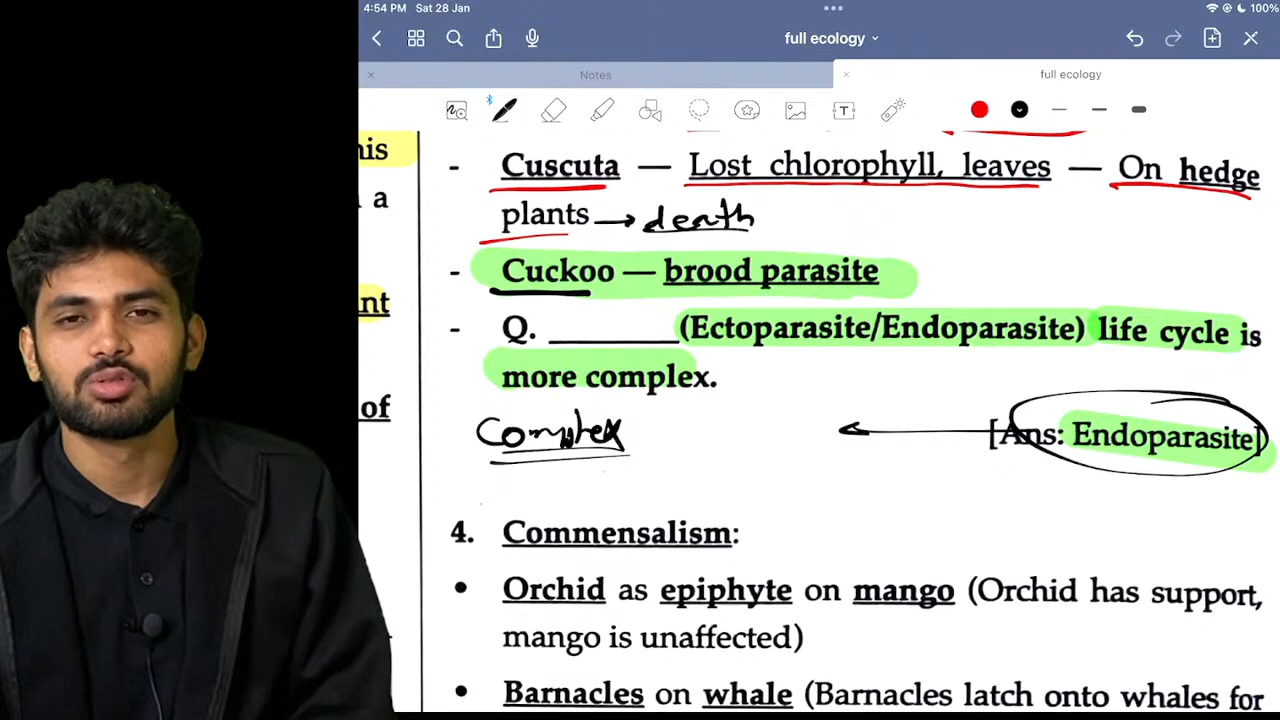 4:54 PM Sat 28 Jan
100%
full ecology
Notes
full ecology
his
a
nt
of
- Cuscuta — Lost chlorophyll, leaves — On hedge
plants → death
- Cuckoo — brood parasite
- Q. ________ (Ectoparasite/Endoparasite) life cycle is
more complex.
Complex
[Ans: Endoparasite]
4. Commensalism:
• Orchid as epiphyte on mango (Orchid has support,
mango is unaffected)
• Barnacles on whale (Barnacles latch onto whales for